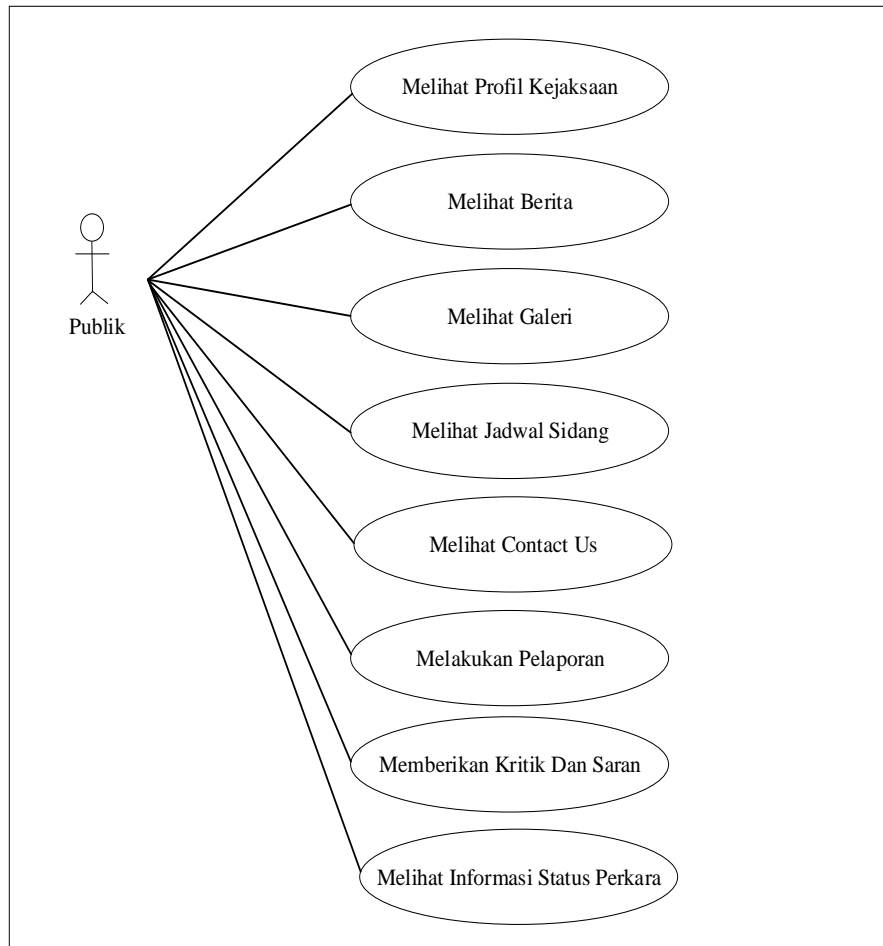 Melihat Profil Kejaksaan
Melihat Berita
Publik
Melihat Galeri
Melihat Jadwal Sidang
Melihat Contact Us
Melakukan Pelaporan
Memberikan Kritik Dan Saran
Melihat Informasi Status Perkara